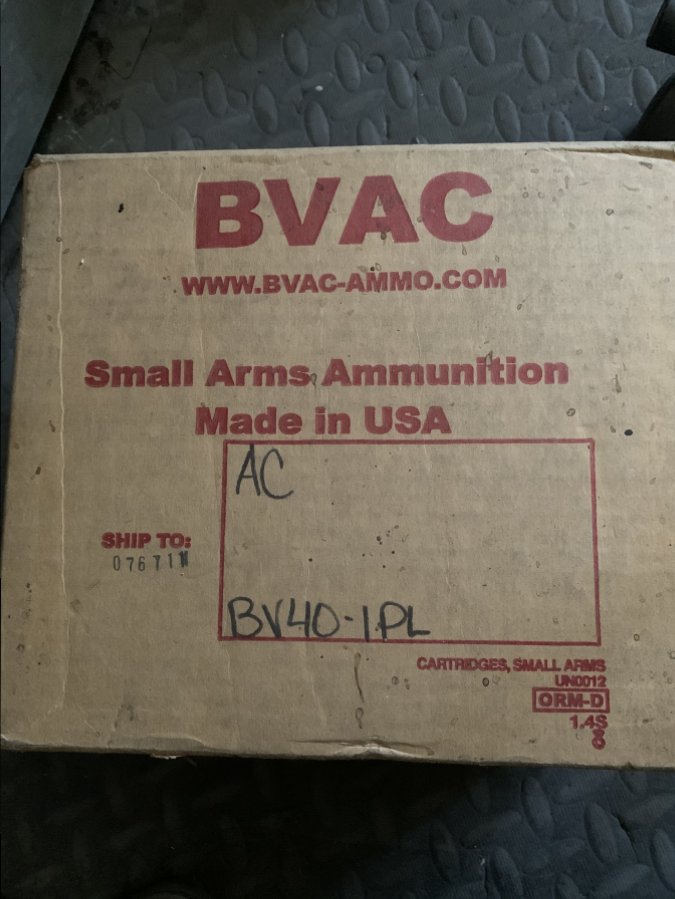 BVAC
WWW.BVAC-AMMO.COM
Small Arms Ammunition
Made in USA
AC
SHIP TO:
BV40-1PL
CARTRIDGES, SMALL ARMS
UN0012
ORM-D
1.4S